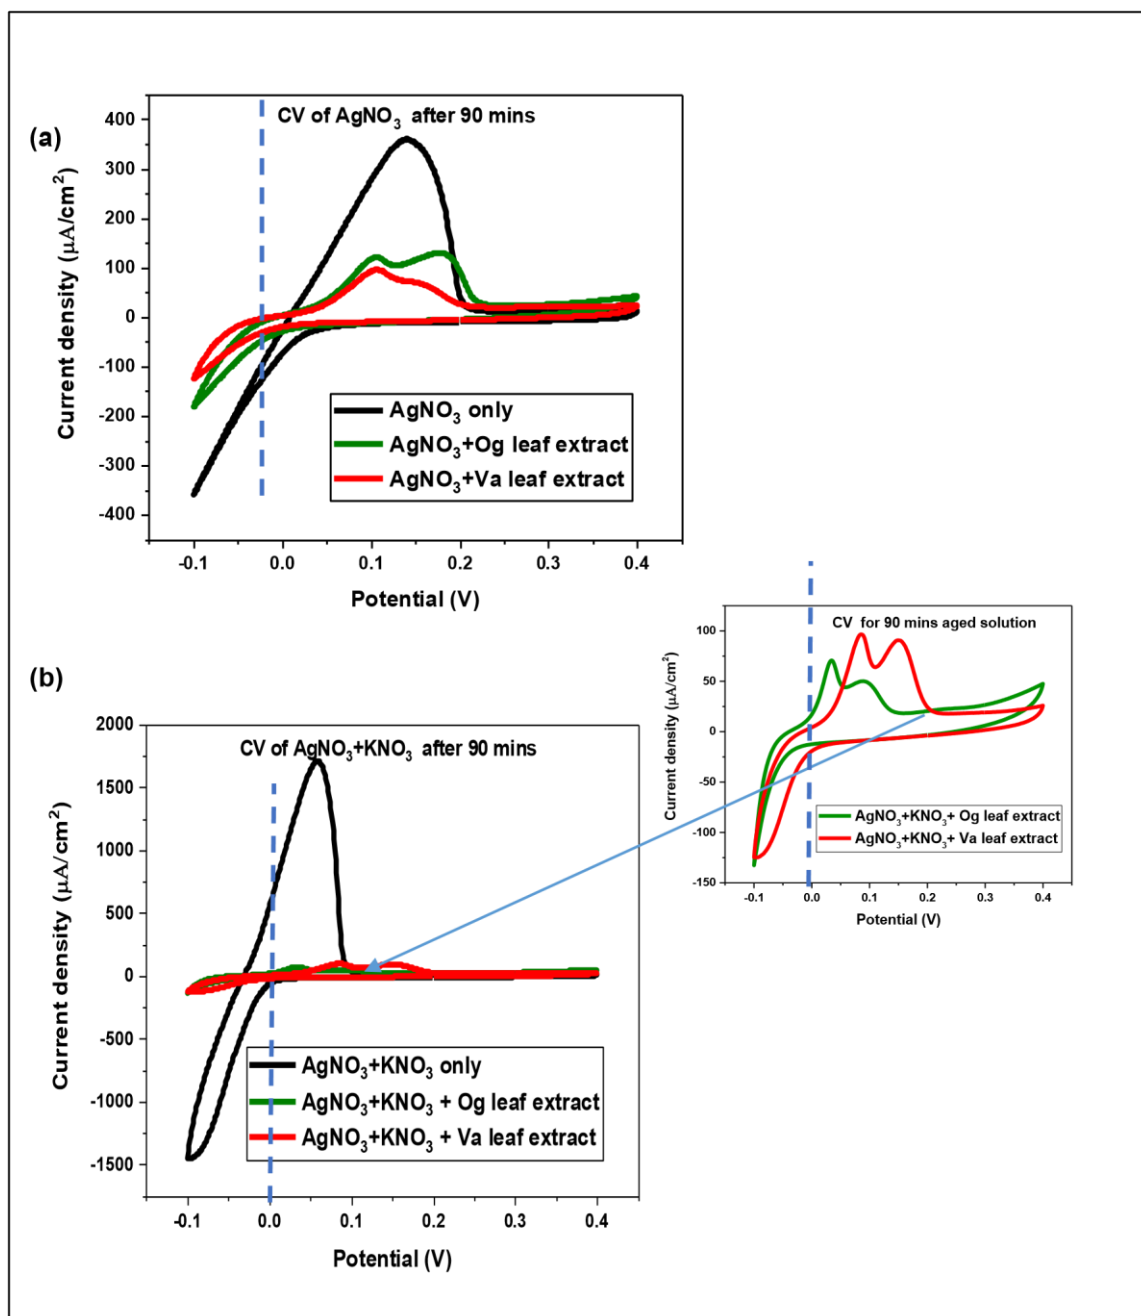 (a)
CV of AgNO3 after 90 mins
Current density (μA/cm2)
400
300
200
100
0
-100
-200
-300
-400
AgNO3 only
AgNO3+Og leaf extract
AgNO3+Va leaf extract
-0.1 0.0 0.1 0.2 0.3 0.4
Potential (V)
CV for 90 mins aged solution
Current density (μA/cm2)
100
50
0
-50
-100
-150
AgNO3+KNO3+ Og leaf extract
AgNO3+KNO3+ Va leaf extract
-0.1 0.0 0.1 0.2 0.3 0.4
Potential (V)
(b)
CV of AgNO3+KNO3 after 90 mins
Current density (μA/cm2)
2000
1500
1000
500
0
-500
-1000
-1500
AgNO3+KNO3 only
AgNO3+KNO3 + Og leaf extract
AgNO3+KNO3 + Va leaf extract
-0.1 0.0 0.1 0.2 0.3 0.4
Potential (V)